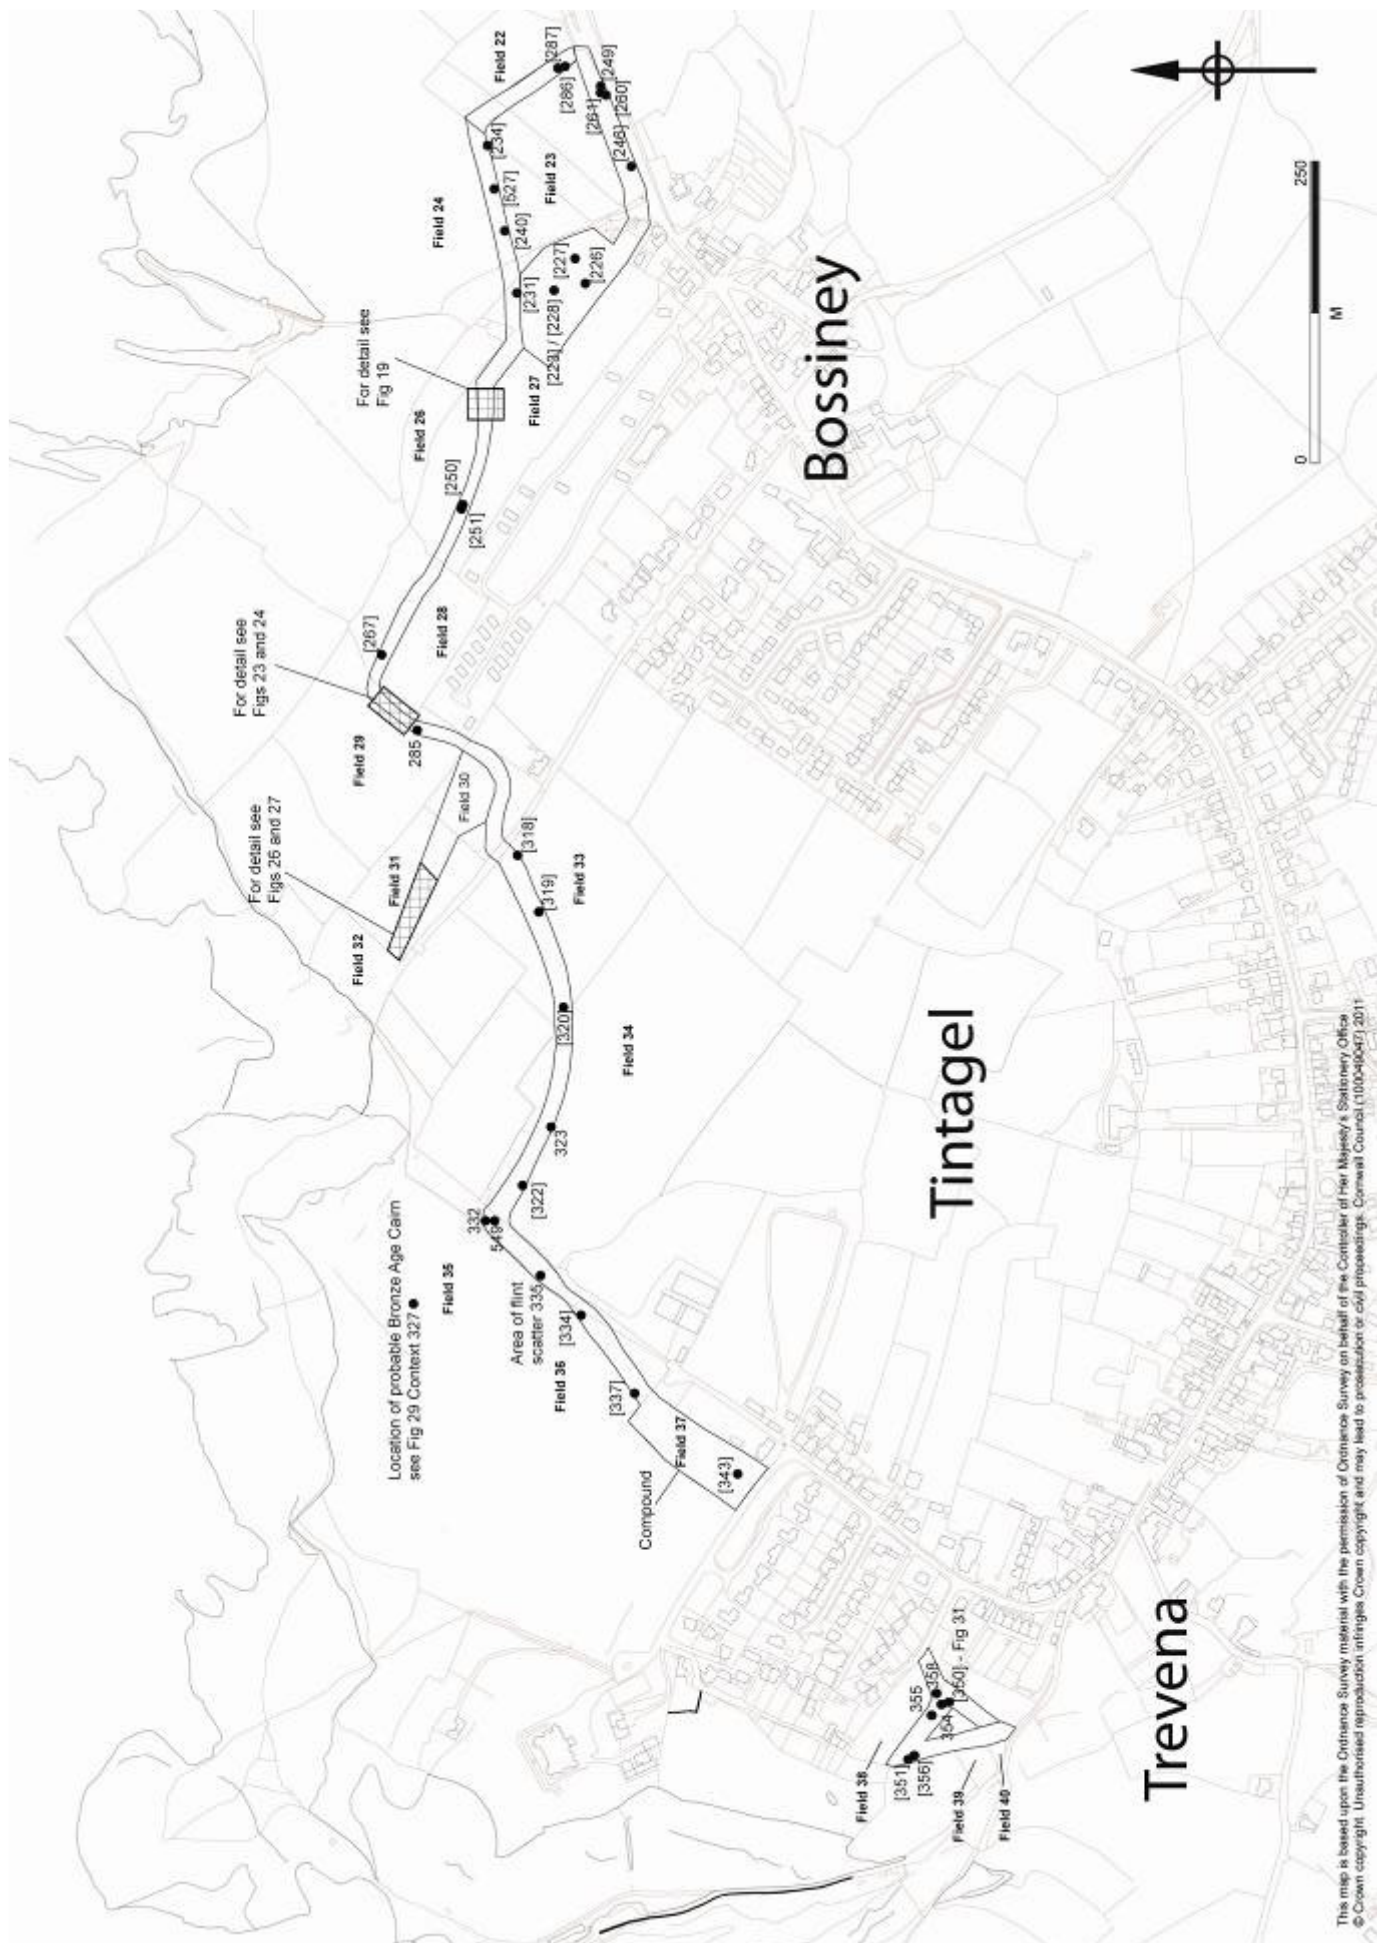 Trevena
Tintagel
Bossiney
Field 22
Field 23
Field 24
Field 26
Field 27
Field 28
Field 29
Field 30
Field 31
Field 32
Field 33
Field 34
Field 35
Field 36
Field 37
Field 38
Field 39
Field 40
For detail see
Fig 19
For detail see
Figs 23 and 24
For detail see
Figs 26 and 27
Location of probable Bronze Age Cairn
see Fig 29 Context 327
Area of flint
scatter 335
Compound
[287]
[286]
[249]
[261]
[260]
[246]
[234]
[527]
[240]
[231]
[227]
[226]
[223] / [228]
[250]
[251]
[267]
285
[318]
[319]
[320]
323
[322]
332
549
[334]
[337]
[343]
355
358
354
[350] - Fig 31
[351]
[356]
0
250
M
This map is based upon the Ordnance Survey material with the permission of Ordnance Survey on behalf of the Controller of Her Majesty's Stationery Office
© Crown copyright. Unauthorised reproduction infringes Crown copyright and may lead to prosecution or civil proceedings. Cornwall Council (100049047) 2011